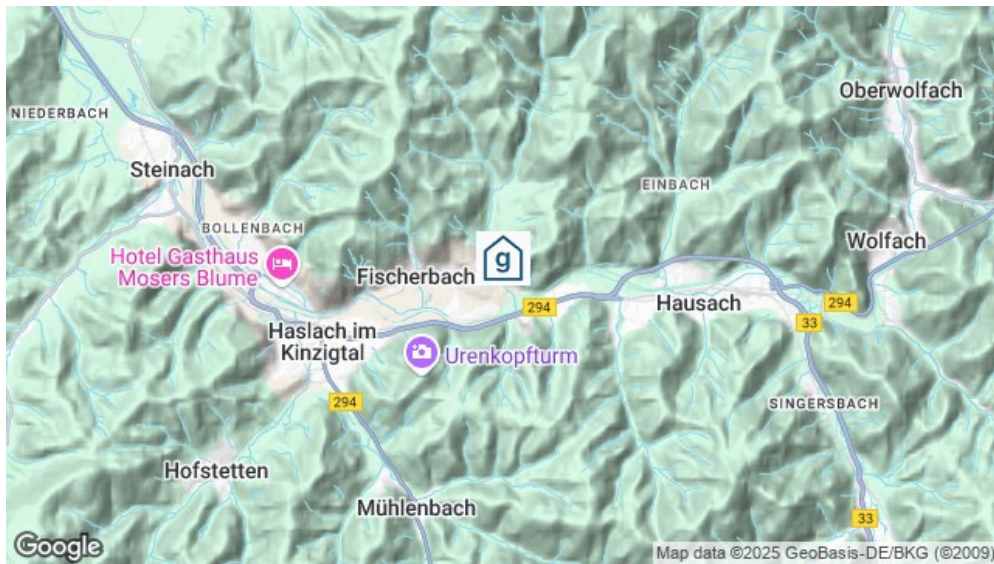 Oberwolfach
NIEDERBACH
Steinach
EINBACH
BOLLENBACH
Wolfach
Hotel Gasthaus
Mosers Blume
g
Fischerbach
Hausach
294
294
33
Haslach im
Kinzigtal
Urenkopfturm
294
SINGERSBACH
Hofstetten
Mühlenbach
33
Google
Map data ©2025 GeoBasis-DE/BKG (©2009)